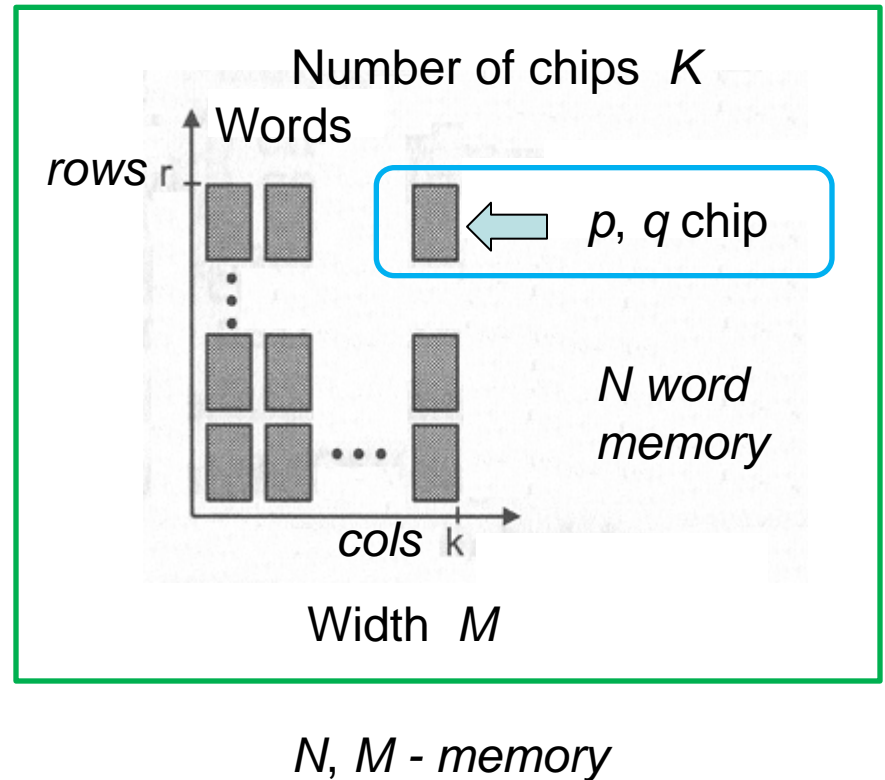 Number of chips K
Words
rows r
p, q chip
N word
memory
cols k
Width M
N, M - memory